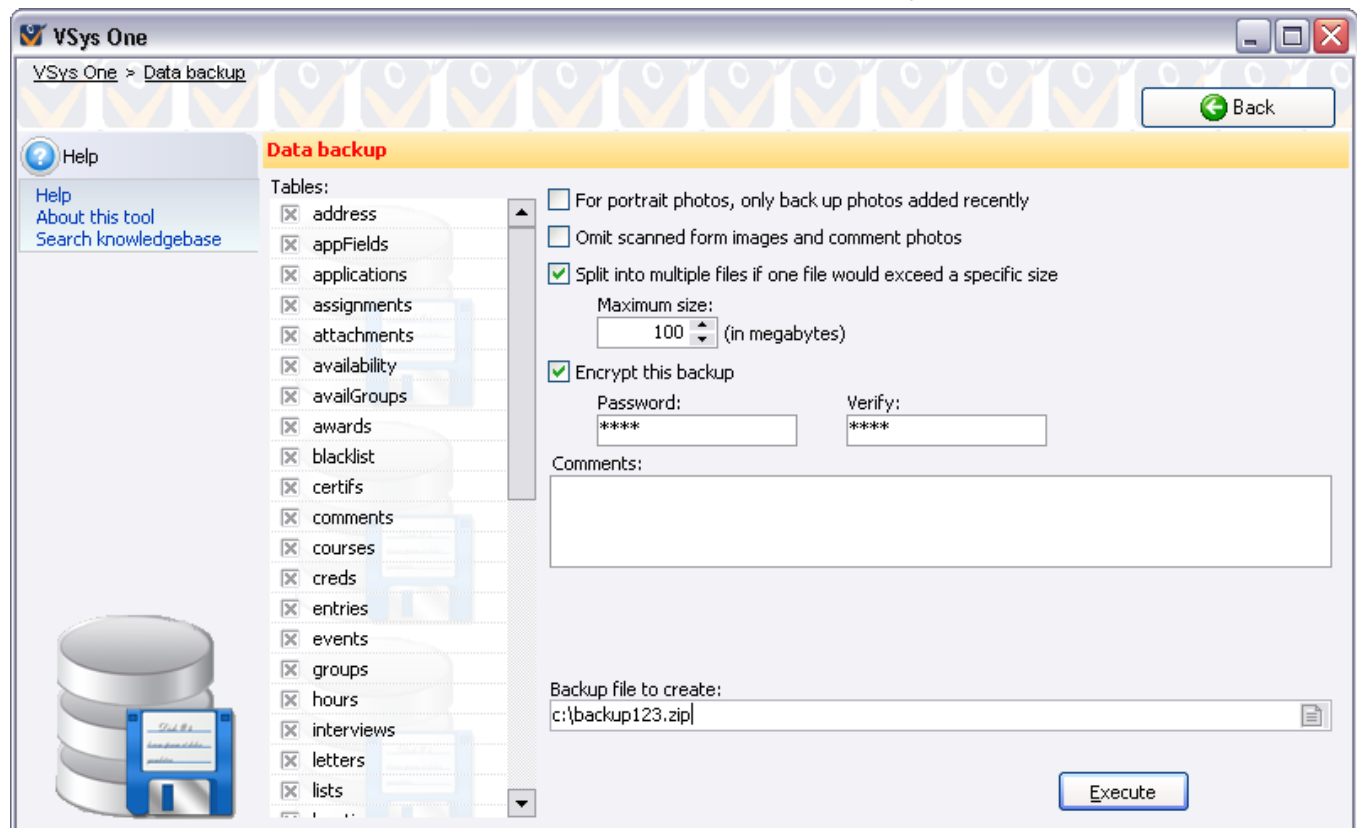 VSys One
VSys One > Data backup
Back
Help
Help
About this tool
Search knowledgebase
Data backup
Tables:
address
appFields
applications
assignments
attachments
availability
availGroups
awards
blacklist
certifs
comments
courses
creds
entries
events
groups
hours
interviews
letters
lists
For portrait photos, only back up photos added recently
Omit scanned form images and comment photos
Split into multiple files if one file would exceed a specific size
Maximum size:
100 (in megabytes)
Encrypt this backup
Password: Verify:
**** ****
Comments:
Backup file to create:
c:\backup123.zip
Execute